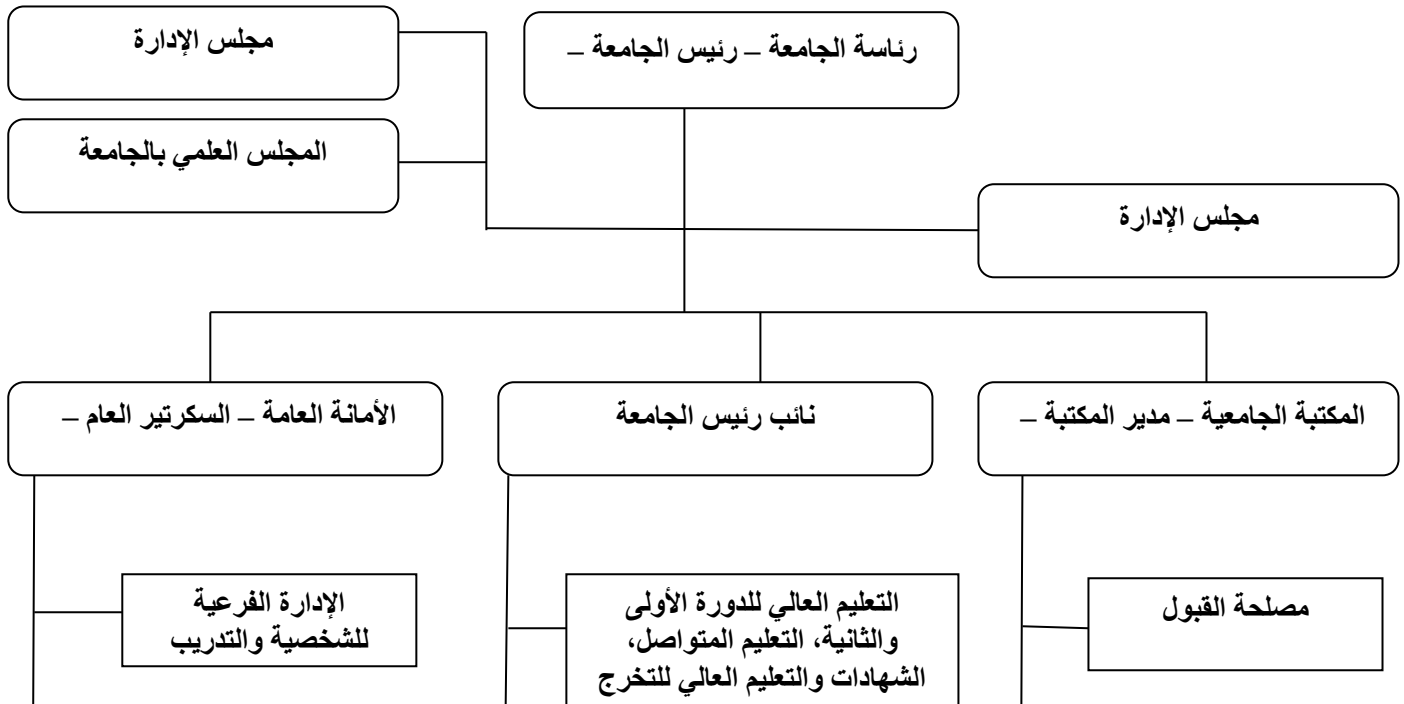 رئاسة الجامعة – رئيس الجامعة –
مجلس الإدارة
المجلس العلمي بالجامعة
مجلس الإدارة
المكتبة الجامعية – مدير المكتبة –
نائب رئيس الجامعة
الأمانة العامة – السكرتير العام –
مصلحة القبول
التعليم العالي للدورة الأولى
والثانية، التعليم المتواصل،
الشهادات والتعليم العالي للتخرج
الإدارة الفرعية
للشخصية والتدريب